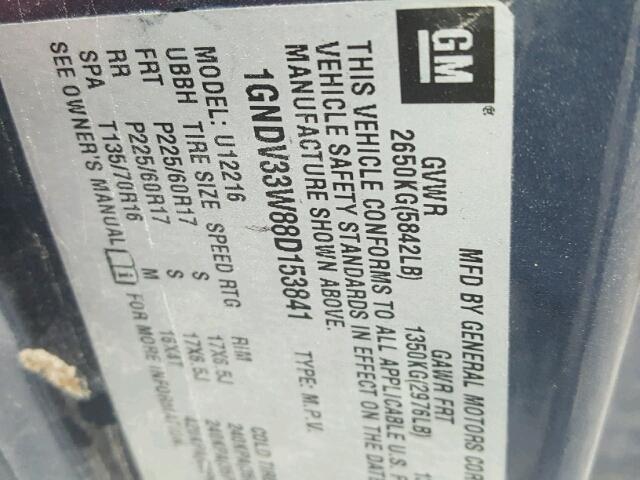 GM
®
MFD BY GENERAL MOTORS COR
GVWR GAWR FRT
2650KG(5842LB) 1350KG(2976LB)
THIS VEHICLE CONFORMS TO ALL APPLICABLE U.S. F
VEHICLE SAFETY STANDARDS IN EFFECT ON THE DATE
MANUFACTURE SHOWN ABOVE.
1GNDV33W88D153841 TYPE: M.P.V.
MODEL: U12216
UBBH TIRE SIZE SPEED RTG RIM COLD TIR
FRT P225/60R17 S 17X6.5J
RR P225/60R17 S 17X6.5J
SPA T135/70R16 M 16X4T
SEE OWNER'S MANUAL FOR MORE INFORMATION